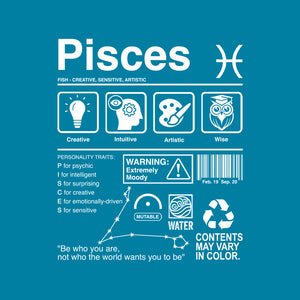 Pisces
FISH - CREATIVE, SENSITIVE, ARTISTIC
Creative
Intuitive
Artistic
Wise
PERSONALITY TRAITS:
P for psychic
I for intelligent
S for surprising
C for creative
E for emotionally-driven
S for sensitive
WARNING:
Extremely
Moody
Feb. 19 Sep. 20
MUTABLE
WATER
CONTENTS
MAY VARY
IN COLOR.
"Be who you are,
not who the world wants you to be"